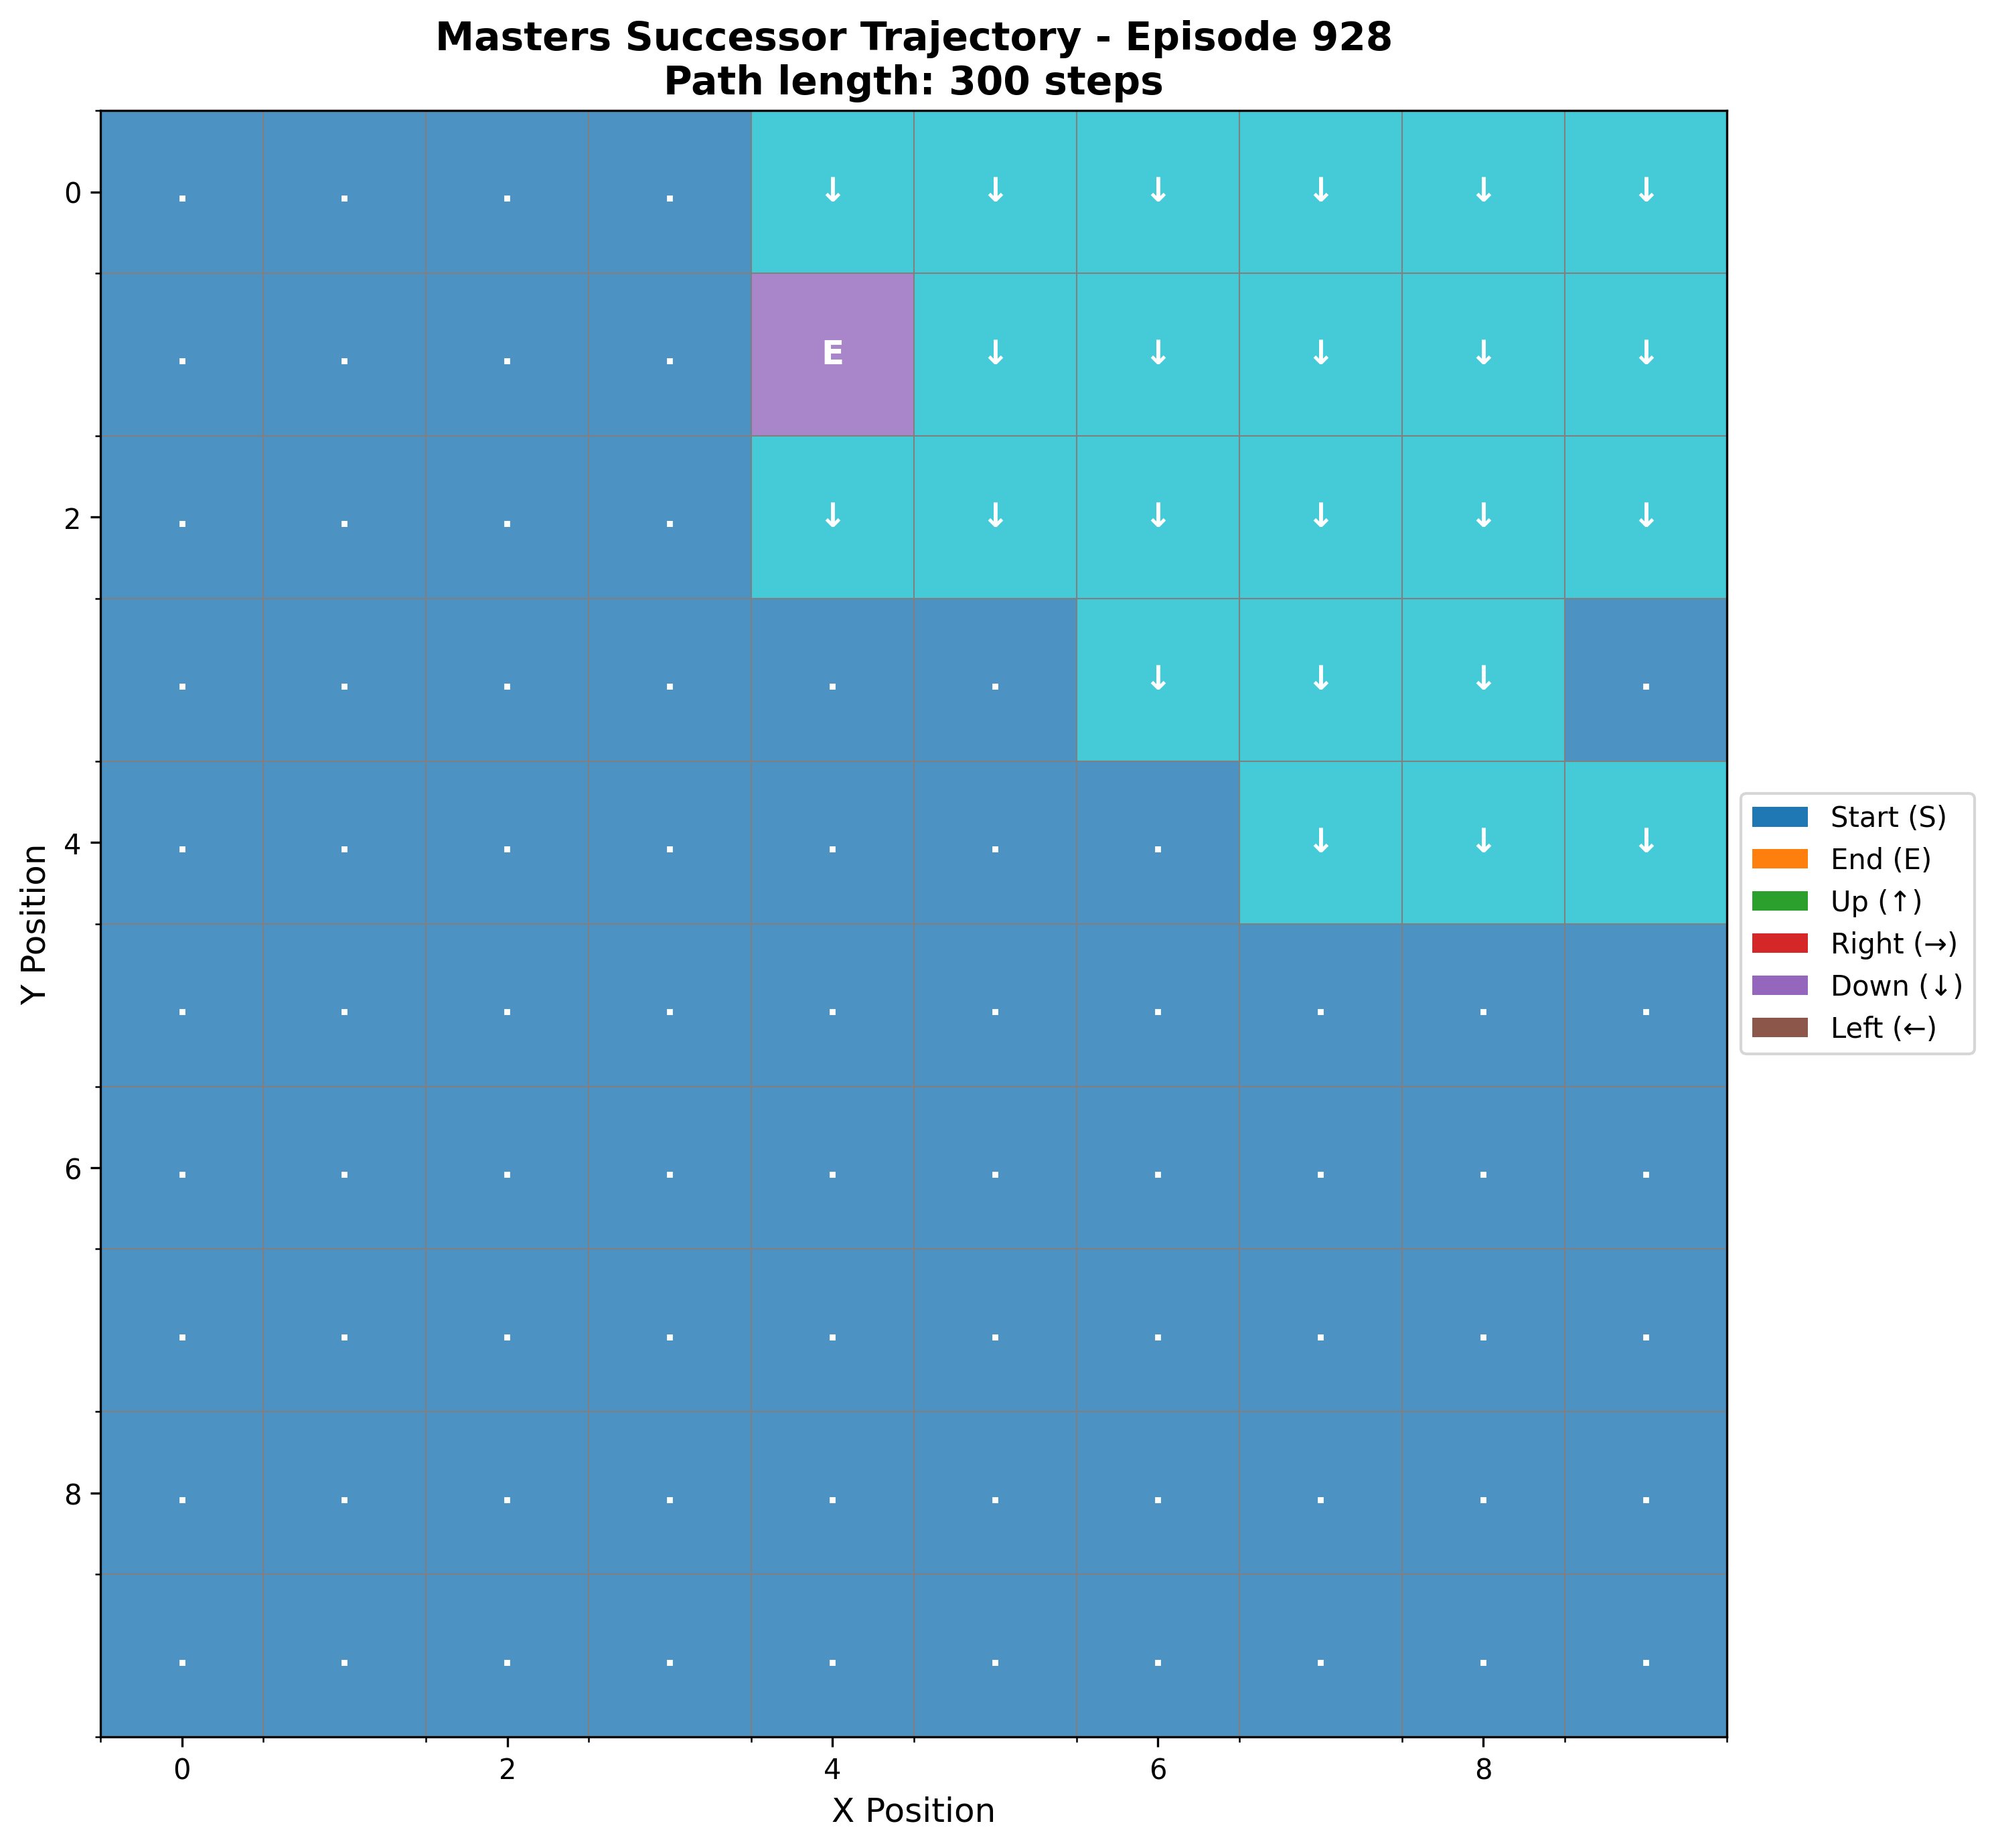 Masters Successor Trajectory - Episode 928
Path length: 300 steps
0 . . . . ↓ ↓ ↓ ↓ ↓ ↓
. . . . E ↓ ↓ ↓ ↓ ↓
2 . . . . ↓ ↓ ↓ ↓ ↓ ↓
. . . . . . ↓ ↓ ↓ .
4 . . . . . . . ↓ ↓ ↓
. . . . . . . . . .
6 . . . . . . . . . .
. . . . . . . . . .
8 . . . . . . . . . .
. . . . . . . . . .
0 2 4 6 8
X Position
Y Position
Start (S)
End (E)
Up (↑)
Right (→)
Down (↓)
Left (←)